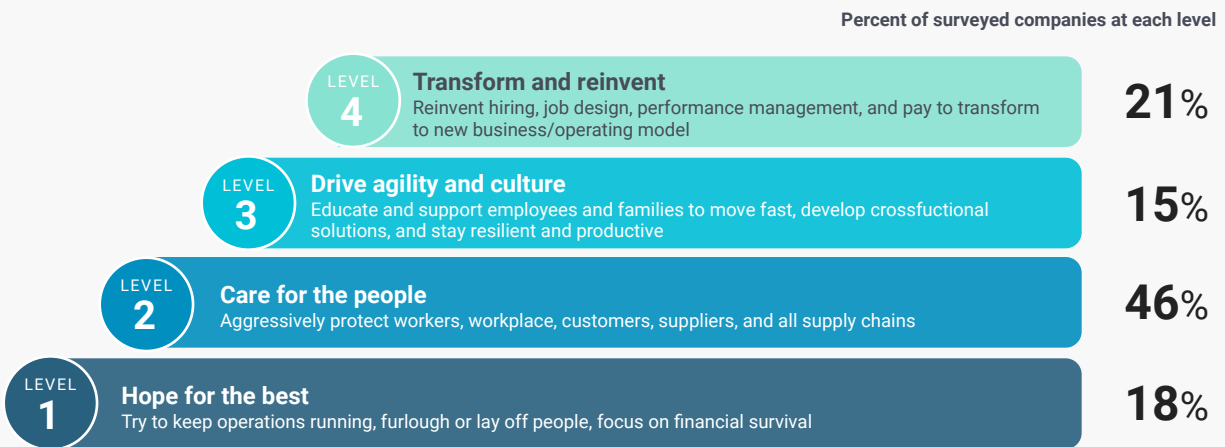 Percent of surveyed companies at each level
LEVEL
4
Transform and reinvent
Reinvent hiring, job design, performance management, and pay to transform
to new business/operating model
21%
LEVEL
3
Drive agility and culture
Educate and support employees and families to move fast, develop crossfuctional
solutions, and stay resilient and productive
15%
LEVEL
2
Care for the people
Aggressively protect workers, workplace, customers, suppliers, and all supply chains
46%
LEVEL
1
Hope for the best
Try to keep operations running, furlough or lay off people, focus on financial survival
18%